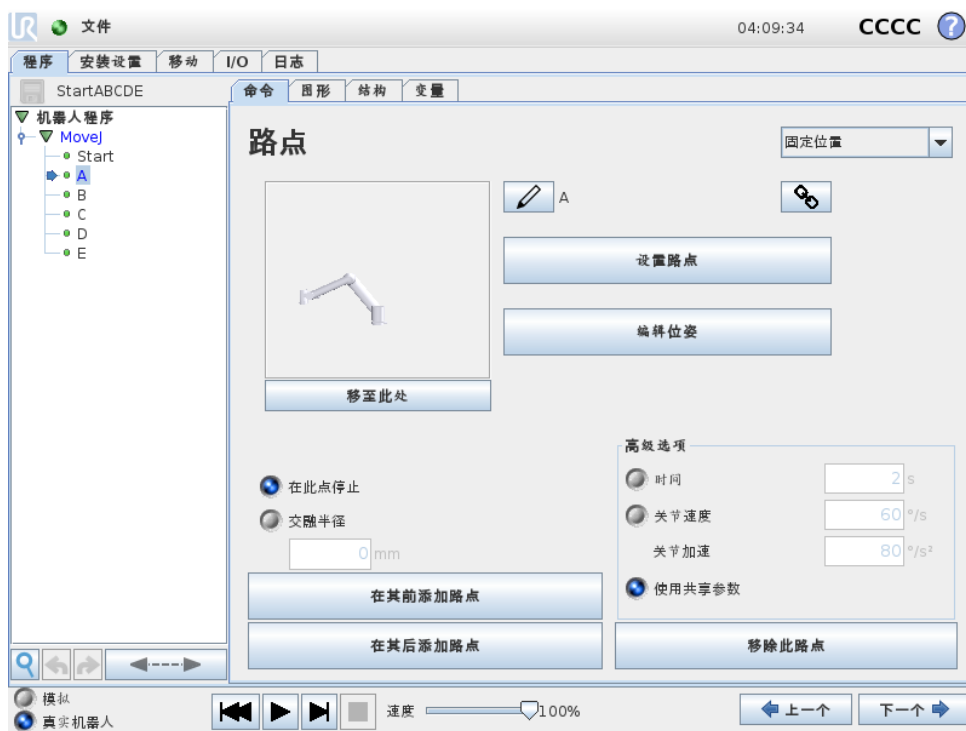 UR 文件 04:09:34 CCCC ?
程序 安装设置 移动 I/O 日志
StartABCDE 命令 图形 结构 变量
机器人程序
MoveJ
Start
A
B
C
D
E
路点 固定位置
A
设置路点
编辑位姿
移至此处
高级选项
在此点停止
交融半径
0 mm
时间 2 s
关节速度 60 °/s
关节加速 80 °/s²
使用共享参数
在其前添加路点
在其后添加路点 移除此路点
模拟
真实机器人
速度 100% 上一个 下一个